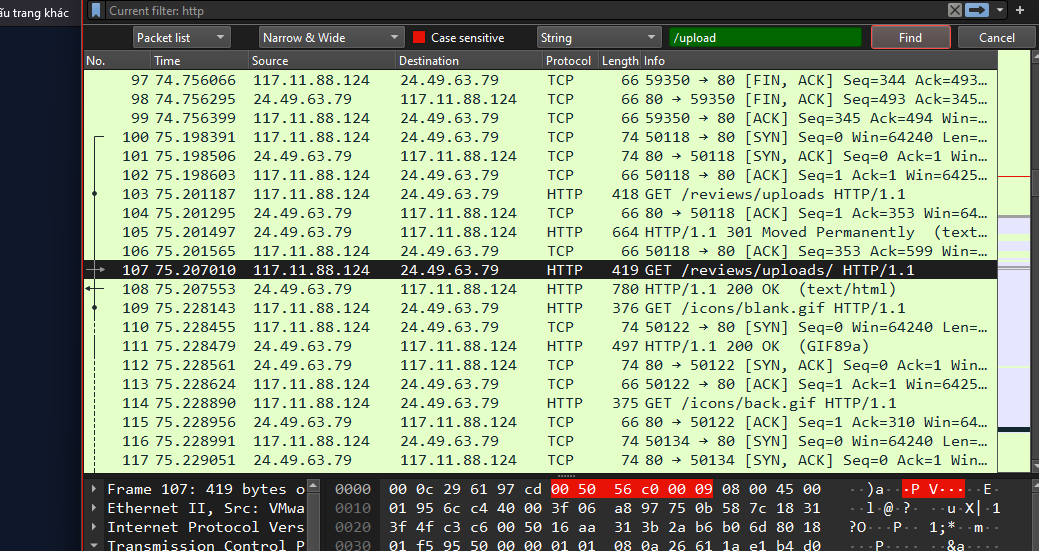 ấu trang khác
Current filter: http
Packet list Narrow & Wide Case sensitive String /upload Find Cancel
No. Time Source Destination Protocol Length Info
97 74.756066 117.11.88.124 24.49.63.79 TCP 66 59350 → 80 [FIN, ACK] Seq=344 Ack=493…
98 74.756295 24.49.63.79 117.11.88.124 TCP 66 80 → 59350 [FIN, ACK] Seq=493 Ack=345…
99 74.756399 117.11.88.124 24.49.63.79 TCP 66 59350 → 80 [ACK] Seq=345 Ack=494 Win=…
100 75.198391 117.11.88.124 24.49.63.79 TCP 74 50118 → 80 [SYN] Seq=0 Win=64240 Len=…
101 75.198506 24.49.63.79 117.11.88.124 TCP 74 80 → 50118 [SYN, ACK] Seq=0 Ack=1 Win…
102 75.198603 117.11.88.124 24.49.63.79 TCP 66 50118 → 80 [ACK] Seq=1 Ack=1 Win=6425…
103 75.201187 117.11.88.124 24.49.63.79 HTTP 418 GET /reviews/uploads HTTP/1.1
104 75.201295 24.49.63.79 117.11.88.124 TCP 66 80 → 50118 [ACK] Seq=1 Ack=353 Win=64…
105 75.201497 24.49.63.79 117.11.88.124 HTTP 664 HTTP/1.1 301 Moved Permanently (text…
106 75.201565 117.11.88.124 24.49.63.79 TCP 66 50118 → 80 [ACK] Seq=353 Ack=599 Win=…
107 75.207010 117.11.88.124 24.49.63.79 HTTP 419 GET /reviews/uploads/ HTTP/1.1
108 75.207553 24.49.63.79 117.11.88.124 HTTP 780 HTTP/1.1 200 OK (text/html)
109 75.228143 117.11.88.124 24.49.63.79 HTTP 376 GET /icons/blank.gif HTTP/1.1
110 75.228455 117.11.88.124 24.49.63.79 TCP 74 50122 → 80 [SYN] Seq=0 Win=64240 Len=…
111 75.228479 24.49.63.79 117.11.88.124 HTTP 497 HTTP/1.1 200 OK (GIF89a)
112 75.228561 24.49.63.79 117.11.88.124 TCP 74 80 → 50122 [SYN, ACK] Seq=0 Ack=1 Win…
113 75.228624 117.11.88.124 24.49.63.79 TCP 66 50122 → 80 [ACK] Seq=1 Ack=1 Win=6425…
114 75.228890 117.11.88.124 24.49.63.79 HTTP 375 GET /icons/back.gif HTTP/1.1
115 75.228956 24.49.63.79 117.11.88.124 TCP 66 80 → 50122 [ACK] Seq=1 Ack=310 Win=64…
116 75.228991 117.11.88.124 24.49.63.79 TCP 74 50134 → 80 [SYN] Seq=0 Win=64240 Len=…
117 75.229051 24.49.63.79 117.11.88.124 TCP 74 80 → 50134 [SYN, ACK] Seq=0 Ack=1 Win…
Frame 107: 419 bytes o 0000 00 0c 29 61 97 cd 00 50 56 c0 00 09 08 00 45 00 ··)a···P V·····E·
Ethernet II, Src: VMwa 0010 01 95 6c c4 40 00 3f 06 a8 97 75 0b 58 7c 18 31 ··l·@·?· ··u·X|·1
Internet Protocol Vers 0020 3f 4f c3 c6 00 50 16 aa 31 3b 2a b6 b0 6d 80 18 ?O···P·· 1;*··m··
Transmission Control P 0030 01 f5 95 50 00 00 01 01 08 0a 26 61 1a e1 b4 d0